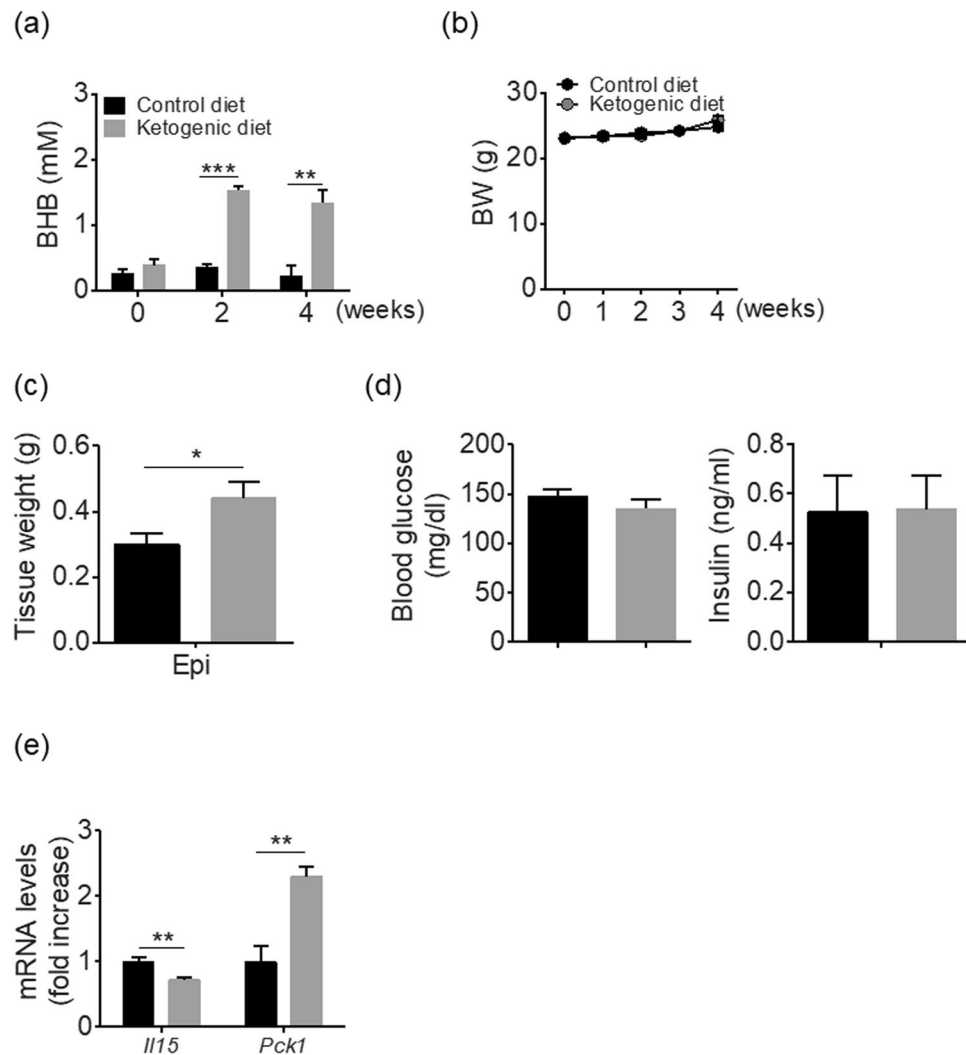 (a)
BHB (mM)
3
2
1
0
Control diet
Ketogenic diet
***
**
0 2 4 (weeks)
(b)
BW (g)
30
20
10
0
Control diet
Ketogenic diet
0 1 2 3 4 (weeks)
(c)
Tissue weight (g)
0.6
0.4
0.2
0.0
*
Epi
(d)
Blood glucose
(mg/dl)
200
150
100
50
0
Insulin (ng/ml)
0.8
0.6
0.4
0.2
0.0
(e)
mRNA levels
(fold increase)
3
2
1
0
**
**
Il15 Pck1